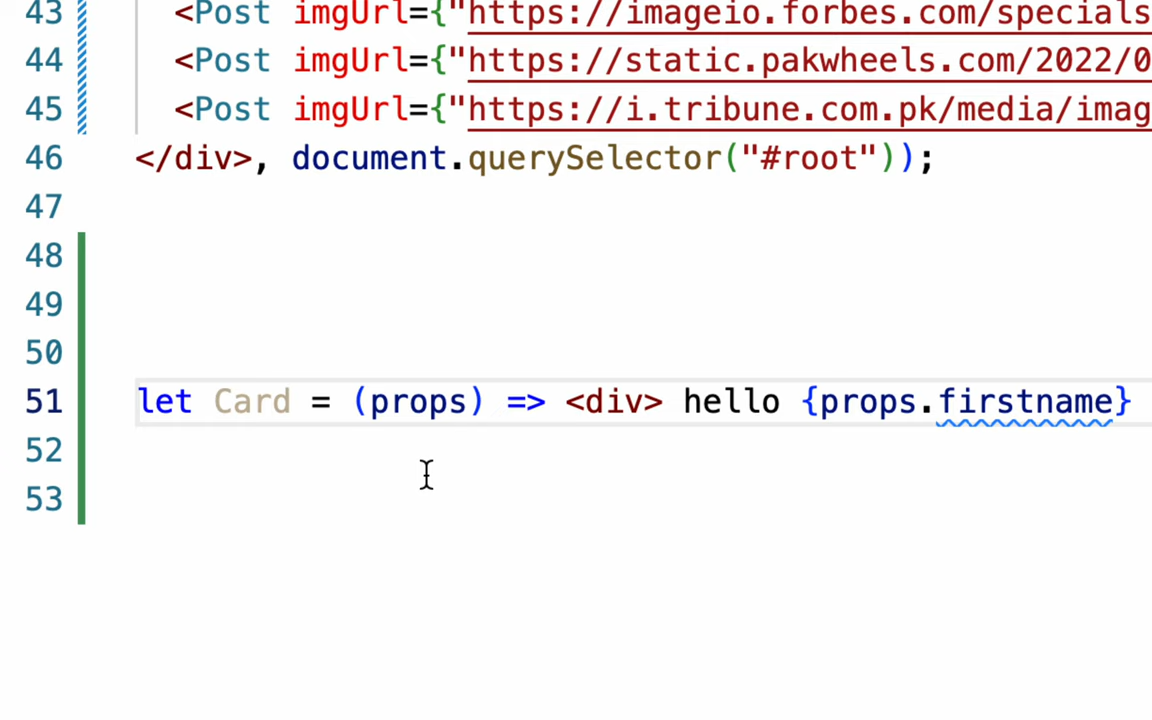 43 <Post imgUrl={"https://imageio.forbes.com/specials
44 <Post imgUrl={"https://static.pakwheels.com/2022/0
45 <Post imgUrl={"https://i.tribune.com.pk/media/imag
46 </div>, document.querySelector("#root"));
47
48
49
50
51 let Card = (props) => <div> hello {props.firstname}
52
53